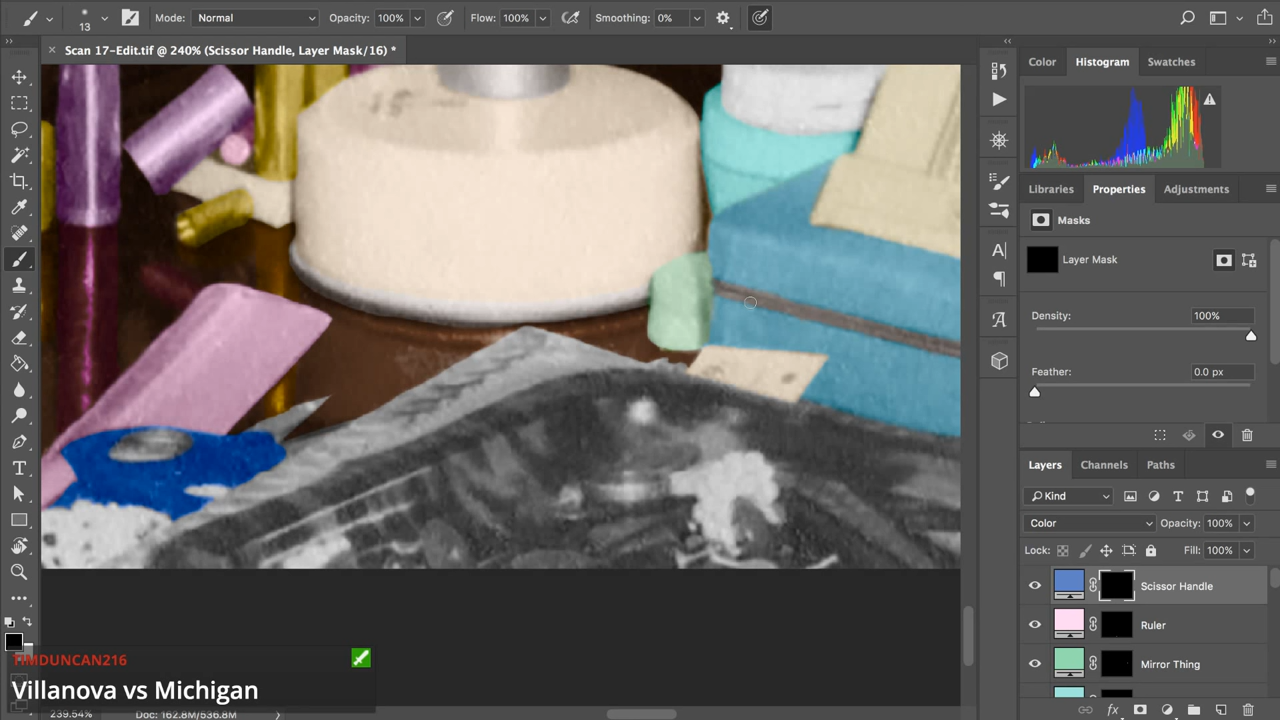 13
Mode:
Normal
Opacity:
100%
Flow:
100%
Smoothing:
0%
Scan 17-Edit.tif @ 240% (Scissor Handle, Layer Mask/16) *
Color
Histogram
Swatches
Libraries
Properties
Adjustments
Masks
Layer Mask
Density:
100%
Feather:
0.0 px
Layers
Channels
Paths
Kind
Color
Opacity:
100%
Lock:
Fill:
100%
Scissor Handle
Ruler
Mirror Thing
TIMDUNCAN216
Villanova vs Michigan
239.54%
Doc: 162.8M/536.8M